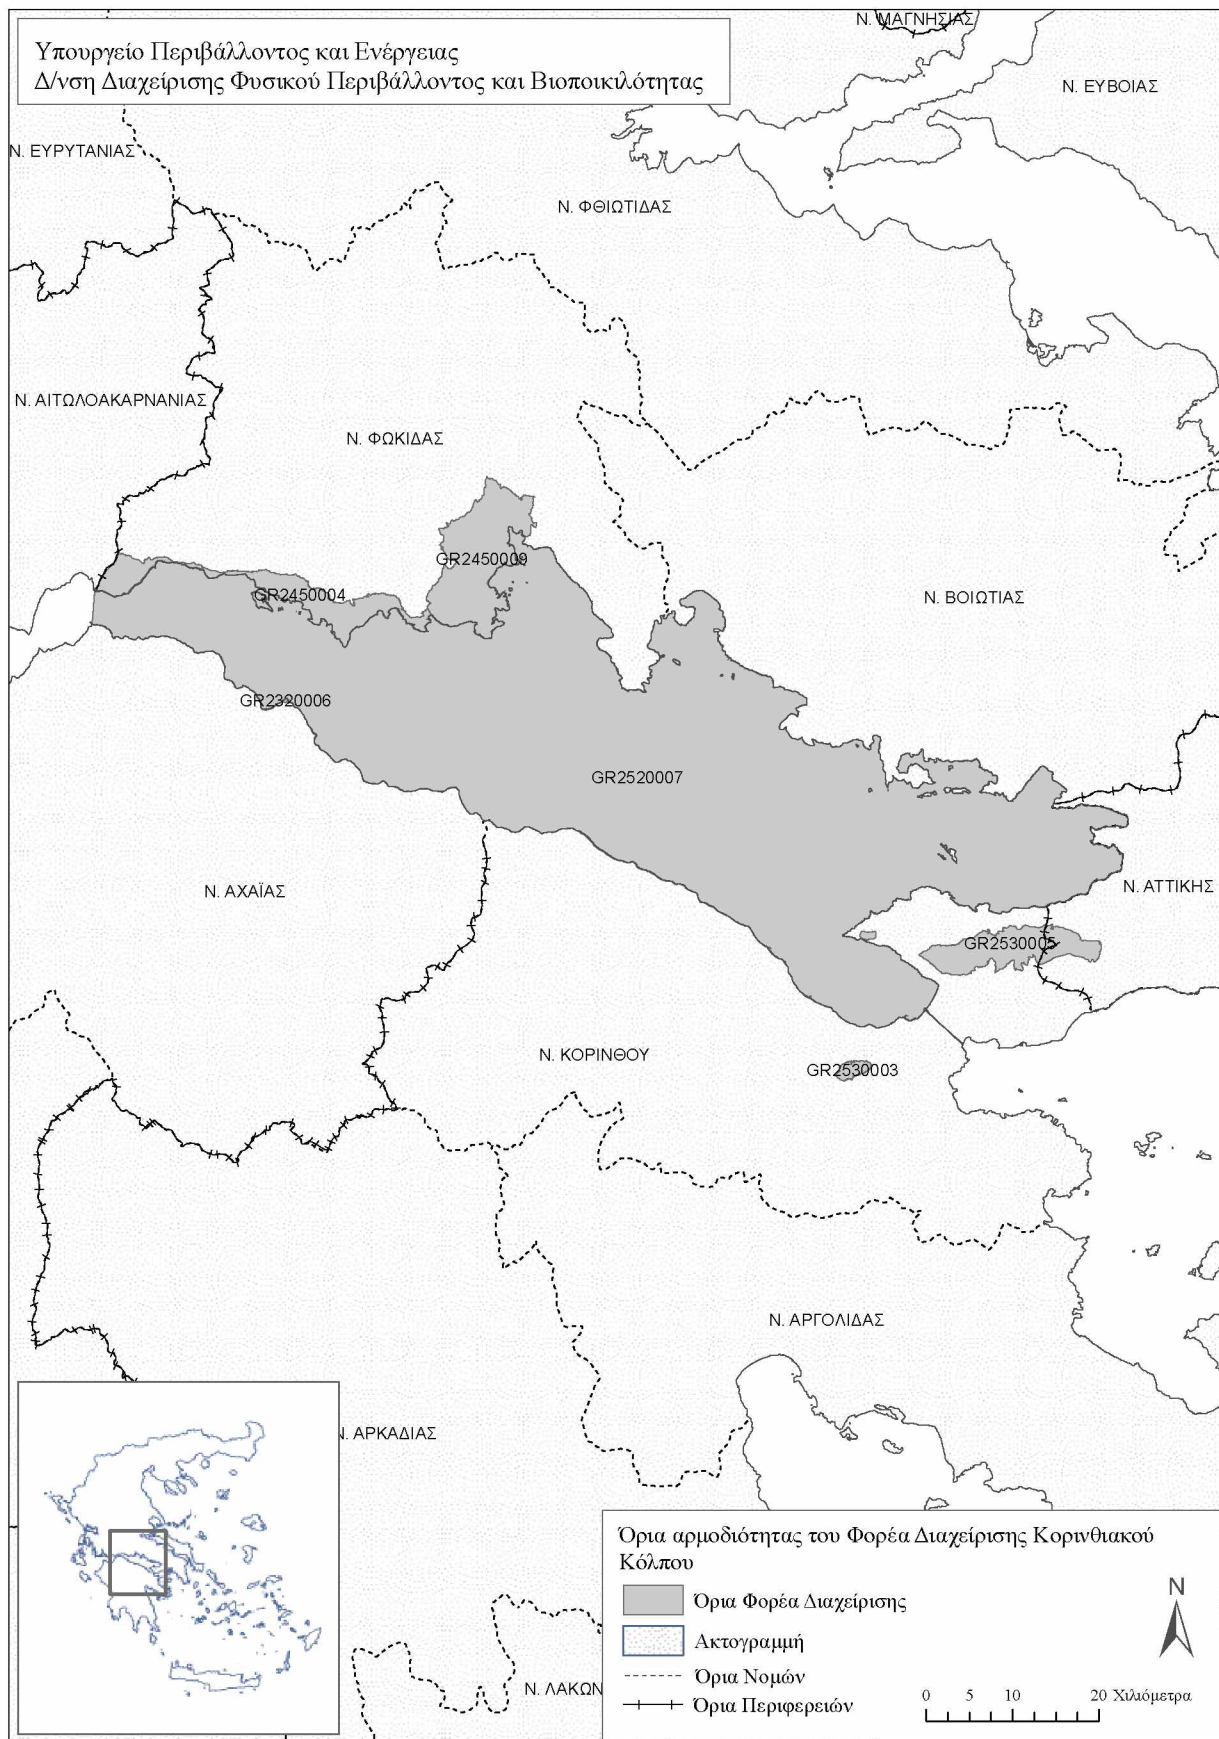 Υπουργείο Περιβάλλοντος και Ενέργειας
Δ/νση Διαχείρισης Φυσικού Περιβάλλοντος και Βιοποικιλότητας
Ν. ΜΑΓΝΗΣΙΑΣ
Ν. ΕΥΒΟΙΑΣ
Ν. ΕΥΡΥΤΑΝΙΑΣ
Ν. ΦΘΙΩΤΙΔΑΣ
Ν. ΑΙΤΩΛΟΑΚΑΡΝΑΝΙΑΣ
Ν. ΦΩΚΙΔΑΣ
GR2450009
GR2450004
Ν. ΒΟΙΩΤΙΑΣ
GR2320006
GR2520007
Ν. ΑΧΑΪΑΣ
Ν. ΑΤΤΙΚΗΣ
GR2530005
Ν. ΚΟΡΙΝΘΟΥ
GR2530003
Ν. ΑΡΓΟΛΙΔΑΣ
Ν. ΑΡΚΑΔΙΑΣ
Ν. ΛΑΚΩΝ
Όρια αρμοδιότητας του Φορέα Διαχείρισης Κορινθιακού
Κόλπου
Όρια Φορέα Διαχείρισης
Ακτογραμμή
Όρια Νομών
Όρια Περιφερειών
N
0 5 10 20 Χιλιόμετρα